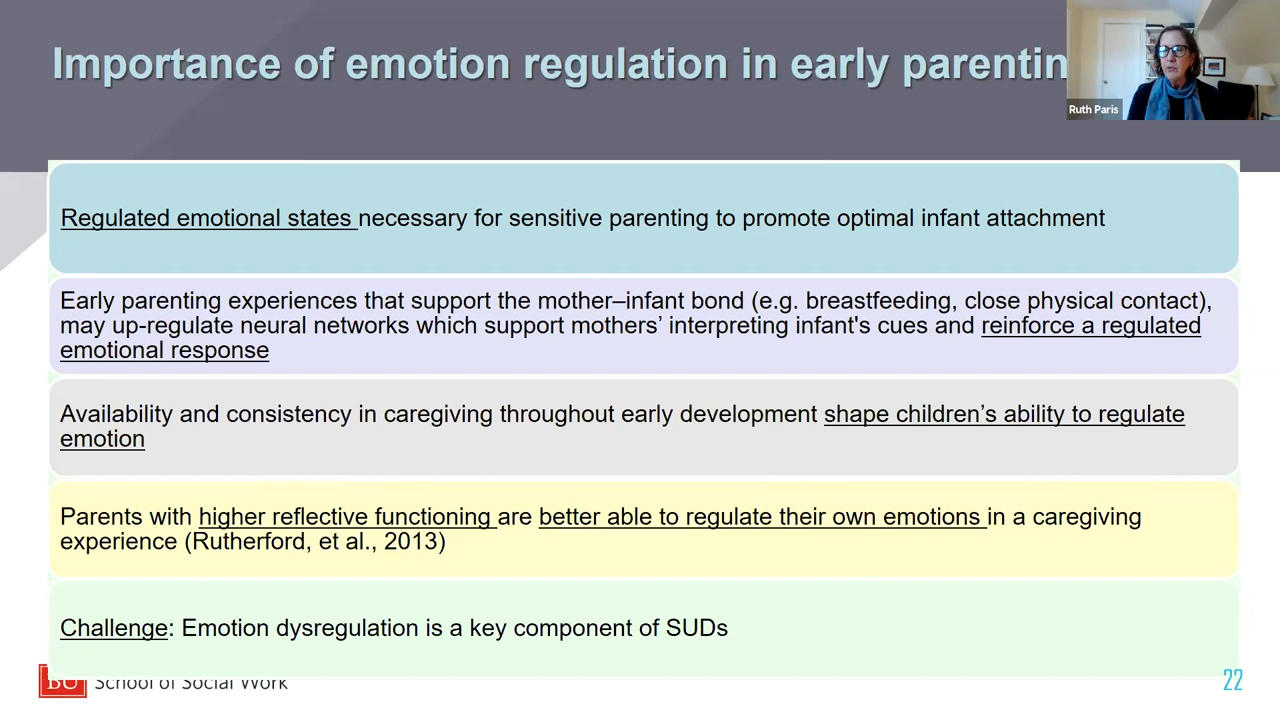 Importance of emotion regulation in early parentin
Ruth Paris
Regulated emotional states necessary for sensitive parenting to promote optimal infant attachment
Early parenting experiences that support the mother–infant bond (e.g. breastfeeding, close physical contact),
may up-regulate neural networks which support mothers’ interpreting infant's cues and reinforce a regulated
emotional response
Availability and consistency in caregiving throughout early development shape children’s ability to regulate
emotion
Parents with higher reflective functioning are better able to regulate their own emotions in a caregiving
experience (Rutherford, et al., 2013)
Challenge: Emotion dysregulation is a key component of SUDs
BU School of Social Work
22